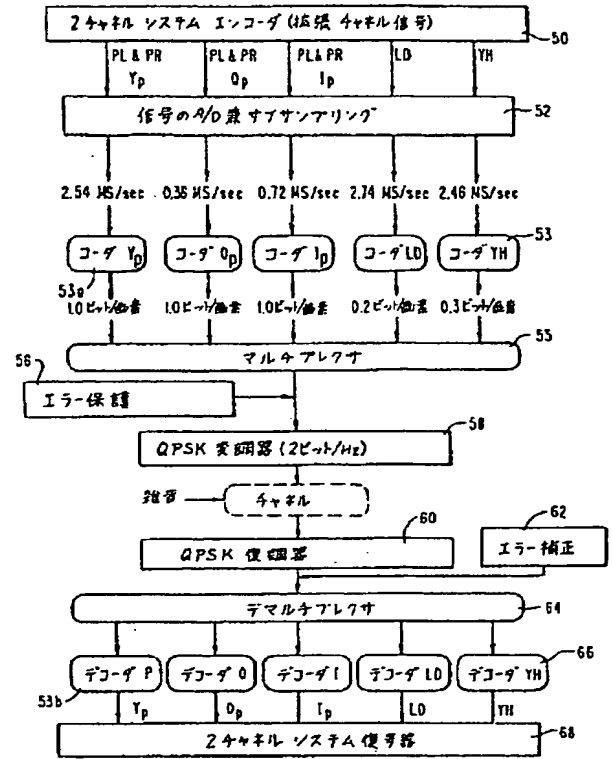 2チャネル システム エンコーダ(拡張 チャネル信号)
50
PL & PR PL & PR PL & PR LD YH
Yp Qp Ip
信号のA/D兼サブサンプリング
52
2.54 MS/sec 0.36 MS/sec 0.72 MS/sec 2.74 MS/sec 2.46 MS/sec
53
コーダ Yp コーダ Qp コーダ Ip コーダ LD コーダ YH
53a
1.0ビット/画素 1.0ビット/画素 1.0ビット/画素 0.2ビット/画素 0.3ビット/画素
55
マルチプレクサ
56
エラー保護
58
QPSK 変調器(2ビット/Hz)
雑音 チャネル
60
62
QPSK 復調器
エラー補正
デマルチプレクサ
64
デコーダ P デコーダ Q デコーダ I デコーダ LD デコーダ YH
66
53b
Yp Qp Ip LD YH
2チャネル システム復号器
68